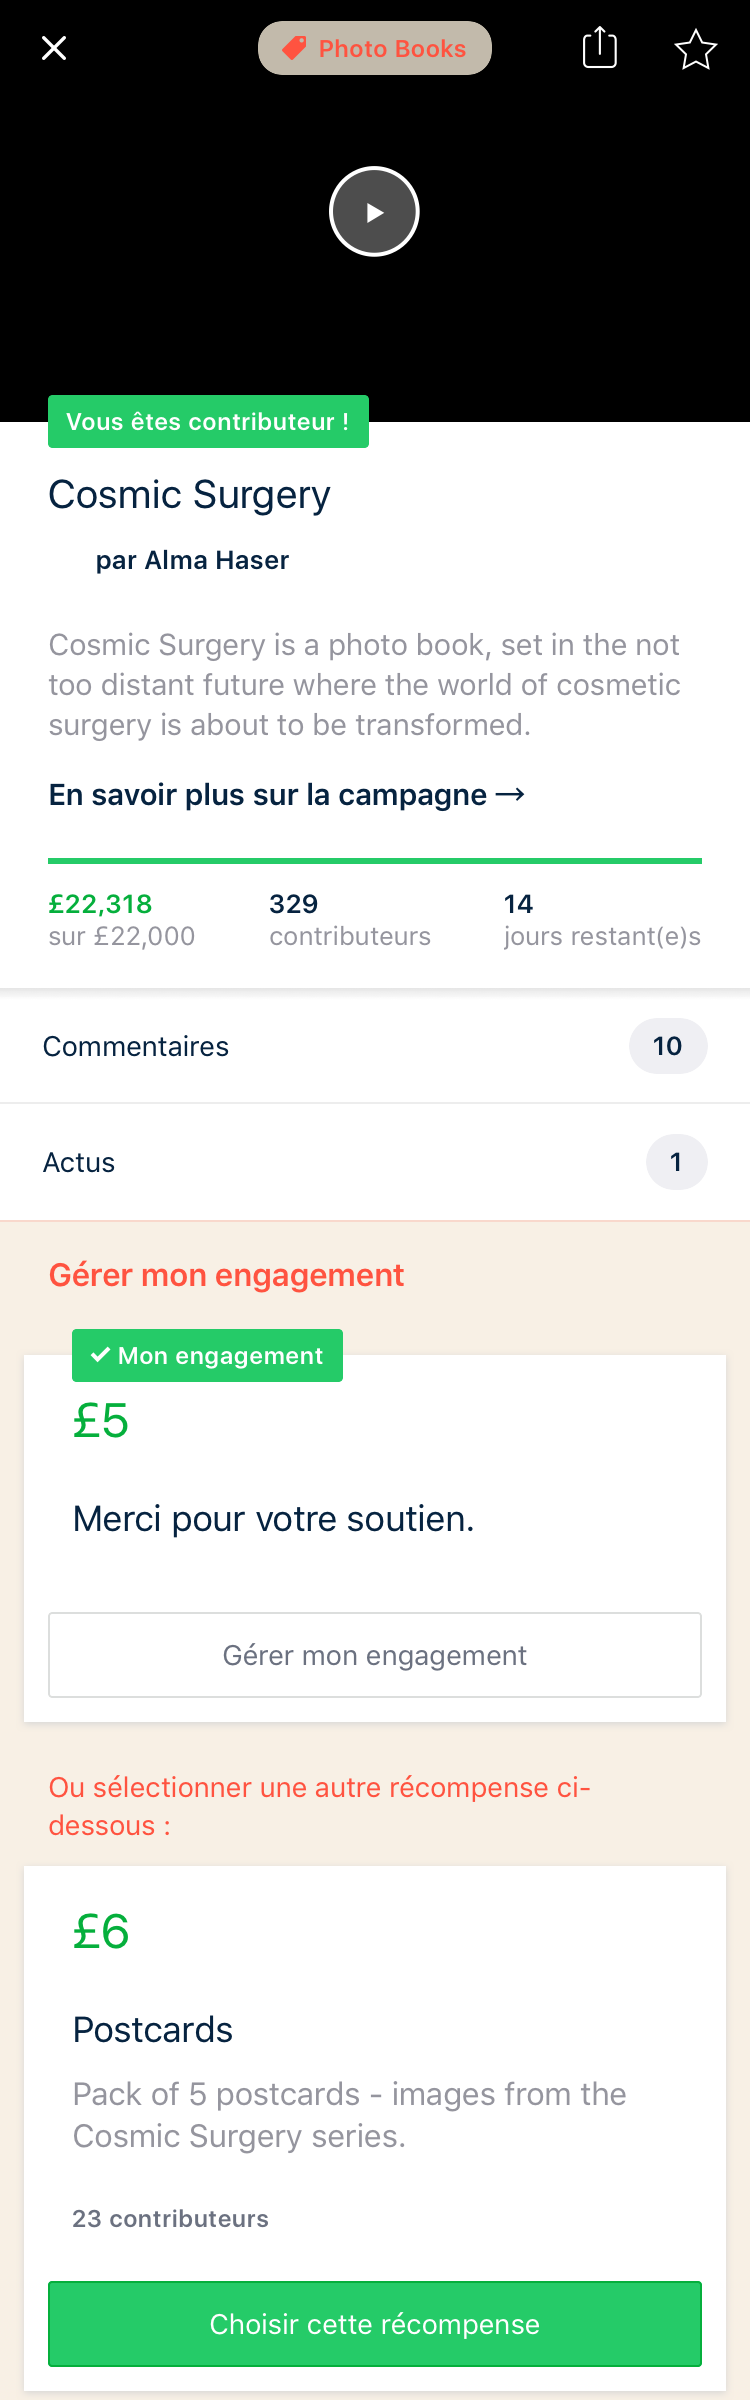 Photo Books
Vous êtes contributeur !
Cosmic Surgery
par Alma Haser
Cosmic Surgery is a photo book, set in the not
too distant future where the world of cosmetic
surgery is about to be transformed.
En savoir plus sur la campagne →
£22,318
sur £22,000
329
contributeurs
14
jours restant(e)s
Commentaires
10
Actus
1
Gérer mon engagement
Mon engagement
£5
Merci pour votre soutien.
Gérer mon engagement
Ou sélectionner une autre récompense ci-
dessous :
£6
Postcards
Pack of 5 postcards - images from the
Cosmic Surgery series.
23 contributeurs
Choisir cette récompense